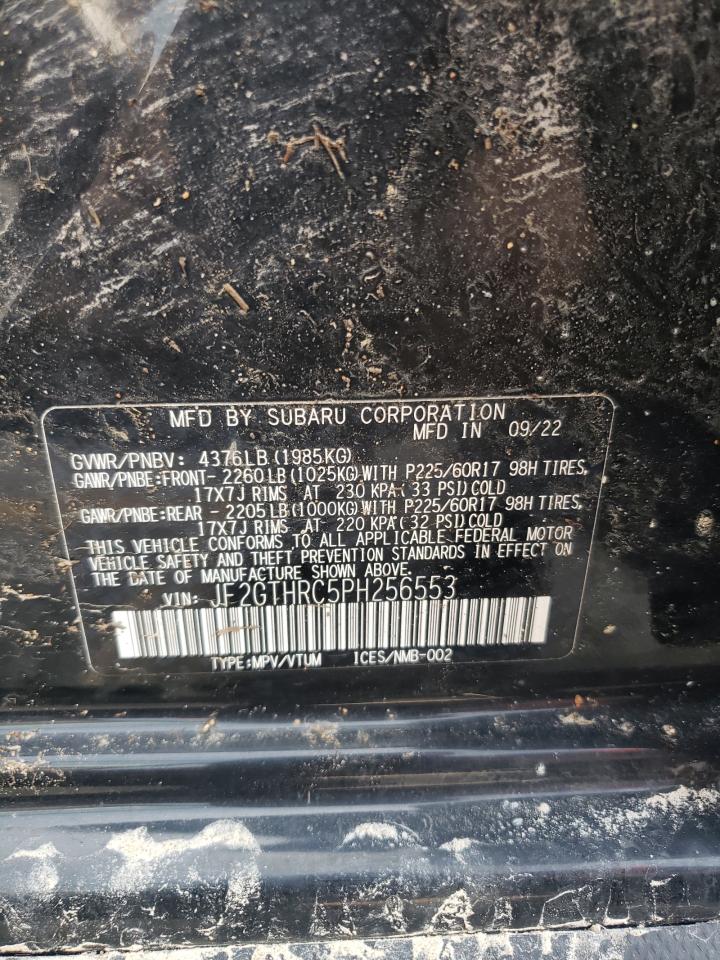 MFD BY SUBARU CORPORATION
MFD IN 09/22
GVWR/PNBV: 4376LB (1985KG)
GAWR/PNBE:FRONT- 2260LB (1025KG) WITH P225/60R17 98H TIRES,
17X7J RIMS AT 230 KPA (33 PSI) COLD
GAWR/PNBE:REAR - 2205LB (1000KG) WITH P225/60R17 98H TIRES,
17X7J RIMS AT 220 KPA (32 PSI) COLD
THIS VEHICLE CONFORMS TO ALL APPLICABLE FEDERAL MOTOR
VEHICLE SAFETY AND THEFT PREVENTION STANDARDS IN EFFECT ON
THE DATE OF MANUFACTURE SHOWN ABOVE.
VIN: JF2GTHRC5PH256553
TYPE:MPV/VTUM ICES/NMB-002